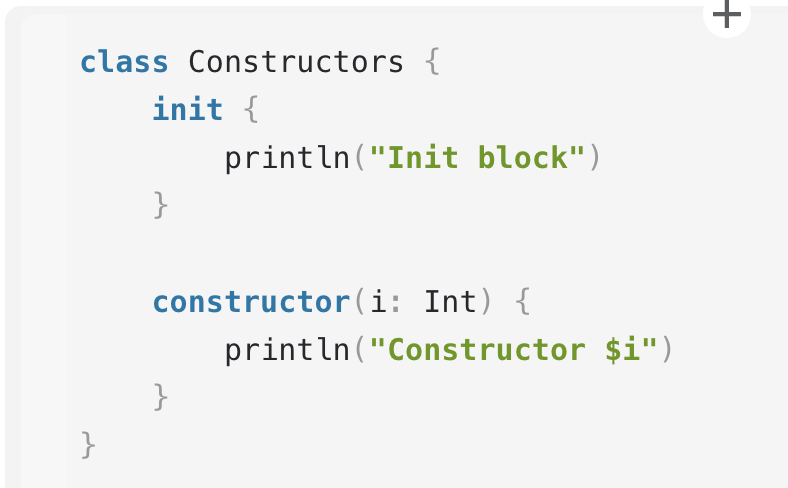 class Constructors {
    init {
        println("Init block")
    }

    constructor(i: Int) {
        println("Constructor $i")
    }
}